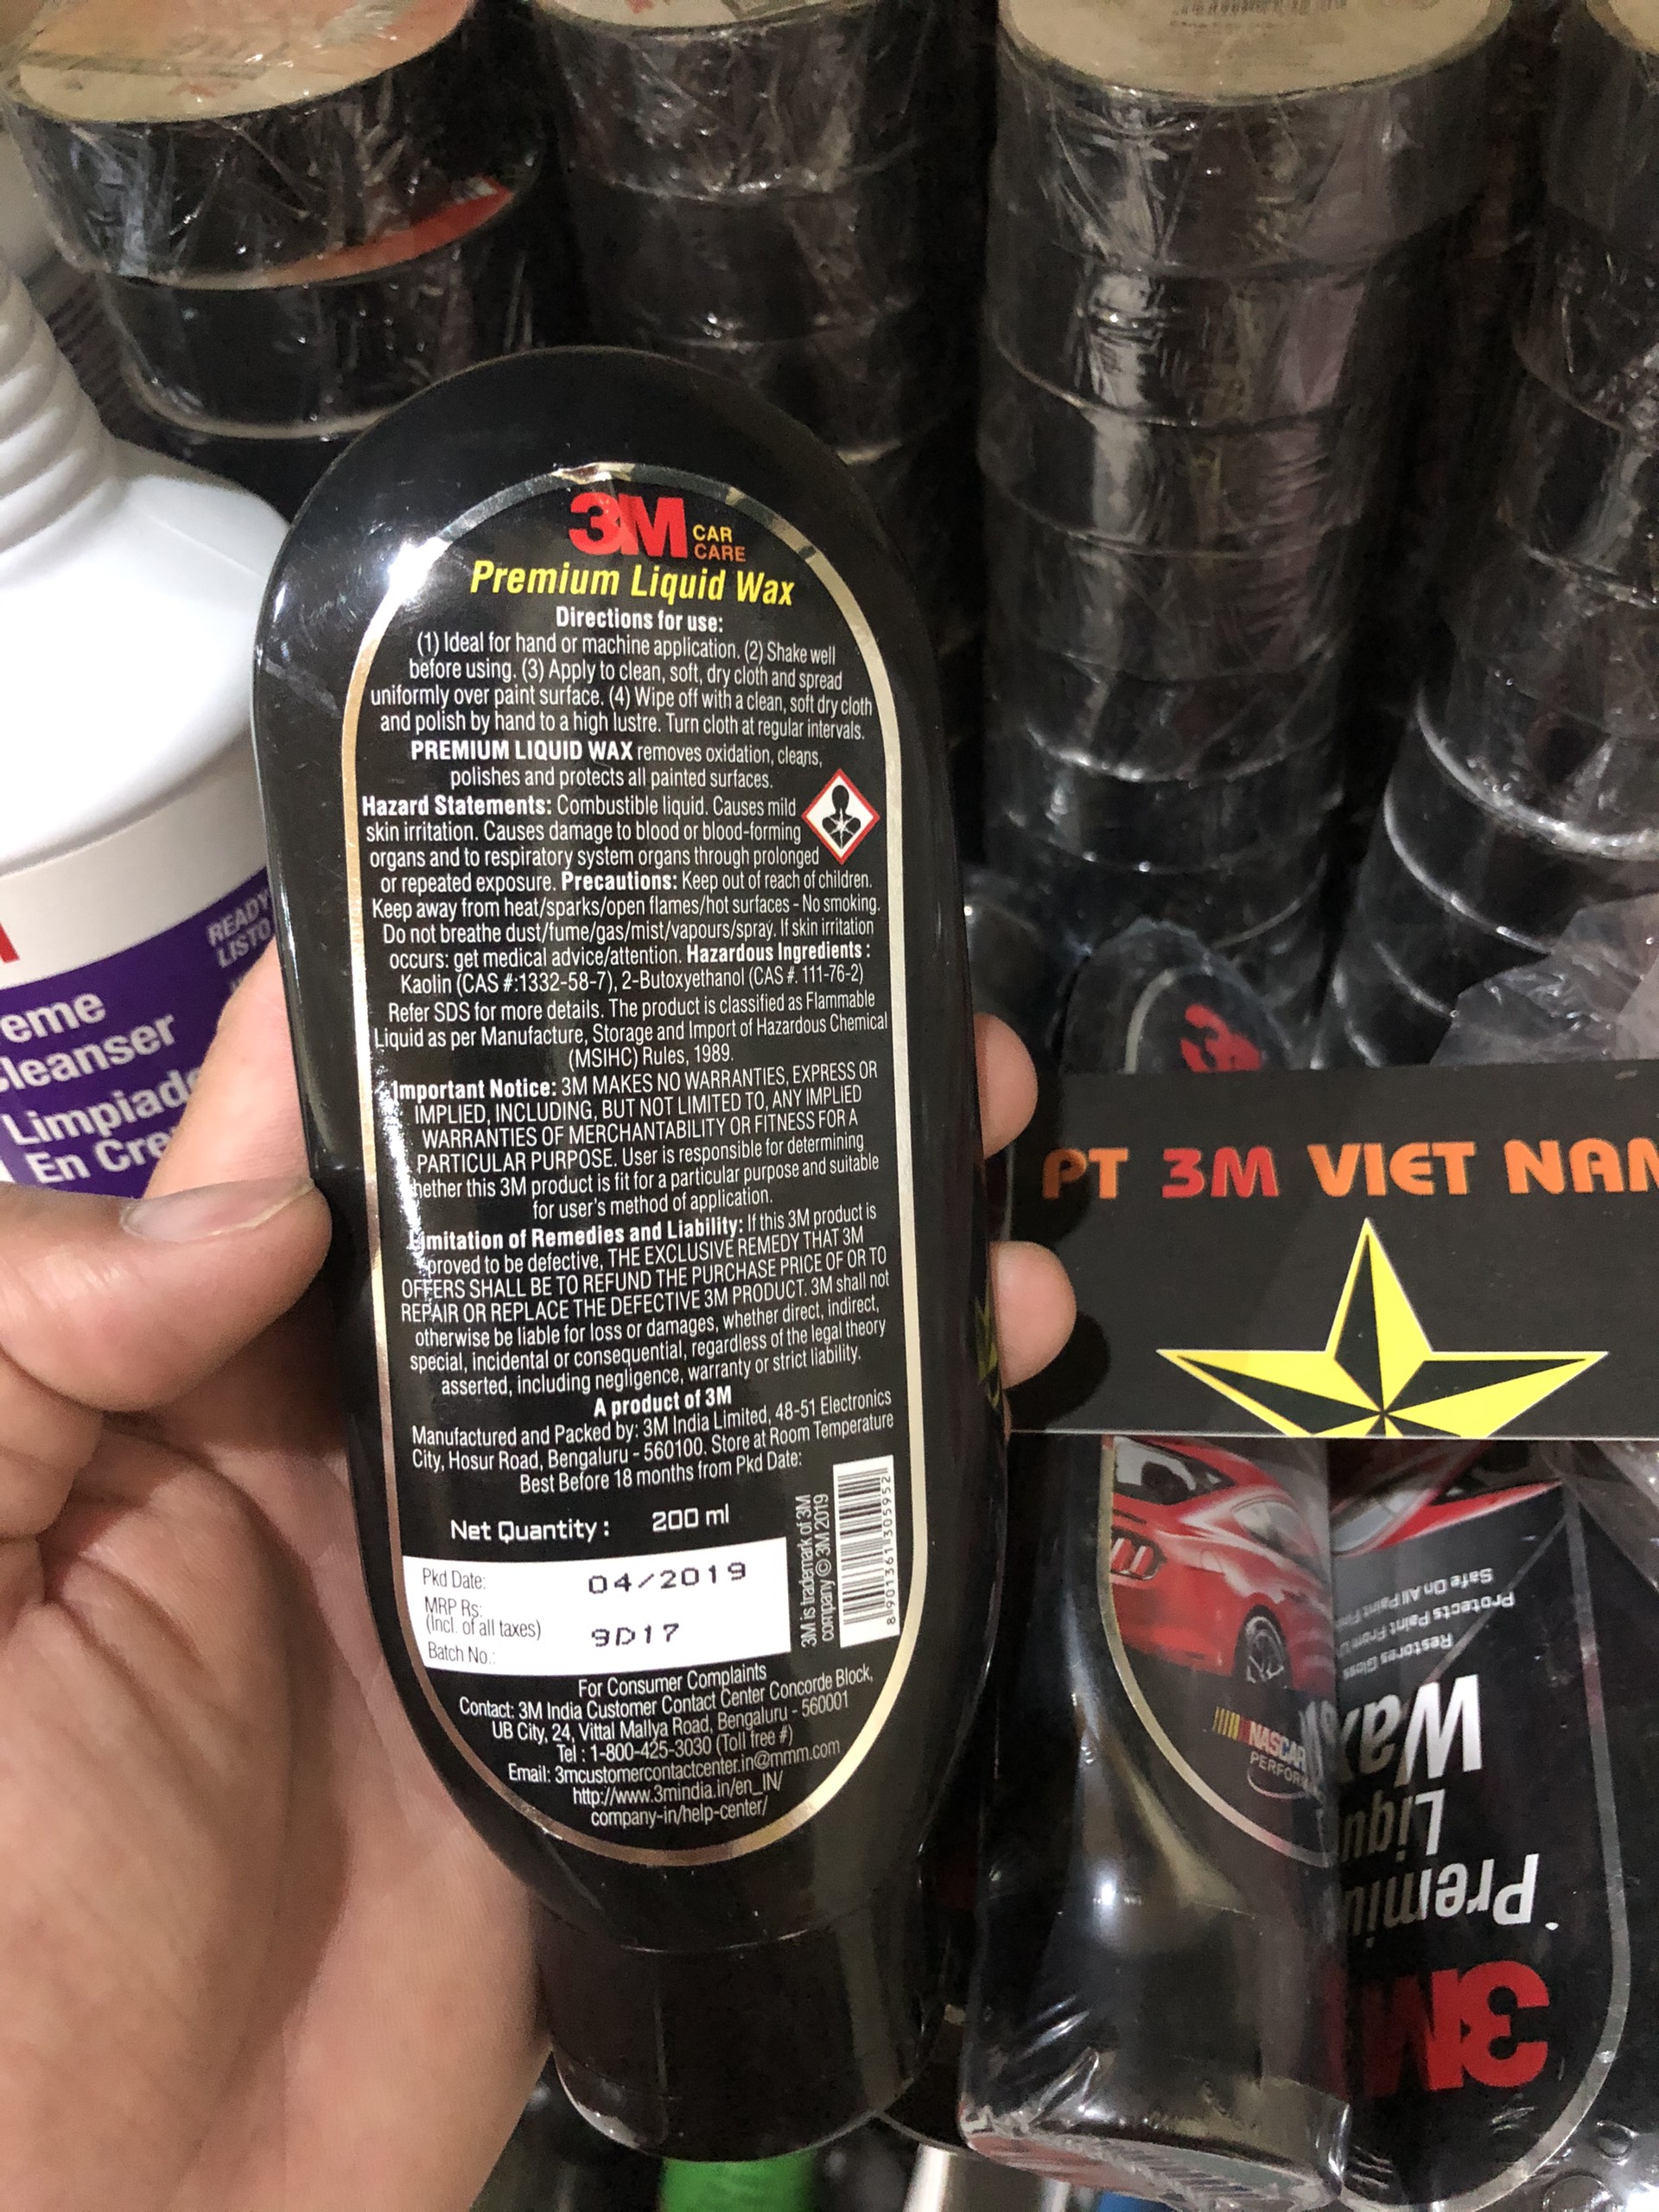 3M CAR CARE
Premium Liquid Wax
Directions for use:
(1) Ideal for hand or machine application. (2) Shake well
before using. (3) Apply to clean, soft, dry cloth and spread
uniformly over paint surface. (4) Wipe off with a clean, soft dry cloth
and polish by hand to a high lustre. Turn cloth at regular intervals.
PREMIUM LIQUID WAX removes oxidation, cleans,
polishes and protects all painted surfaces.
Hazard Statements: Combustible liquid. Causes mild
skin irritation. Causes damage to blood or blood-forming
organs and to respiratory system organs through prolonged
or repeated exposure. Precautions: Keep out of reach of children.
Keep away from heat/sparks/open flames/hot surfaces - No smoking.
Do not breathe dust/fume/gas/mist/vapours/spray. If skin irritation
occurs: get medical advice/attention. Hazardous Ingredients :
Kaolin (CAS #:1332-58-7), 2-Butoxyethanol (CAS #. 111-76-2)
Refer SDS for more details. The product is classified as Flammable
Liquid as per Manufacture, Storage and Import of Hazardous Chemical
(MSIHC) Rules, 1989.
Important Notice: 3M MAKES NO WARRANTIES, EXPRESS OR
IMPLIED, INCLUDING, BUT NOT LIMITED TO, ANY IMPLIED
WARRANTIES OF MERCHANTABILITY OR FITNESS FOR A
PARTICULAR PURPOSE. User is responsible for determining
hether this 3M product is fit for a particular purpose and suitable
for user's method of application.
Limitation of Remedies and Liability: If this 3M product is
proved to be defective, THE EXCLUSIVE REMEDY THAT 3M
OFFERS SHALL BE TO REFUND THE PURCHASE PRICE OF OR TO
REPAIR OR REPLACE THE DEFECTIVE 3M PRODUCT. 3M shall not
otherwise be liable for loss or damages, whether direct, indirect,
special, incidental or consequential, regardless of the legal theory
asserted, including negligence, warranty or strict liability.
A product of 3M
Manufactured and Packed by: 3M India Limited, 48-51 Electronics
City, Hosur Road, Bengaluru - 560100. Store at Room Temperature
Best Before 18 months from Pkd Date:
Net Quantity : 200 ml
Pkd Date: 04/2019
MRP Rs:
(Incl. of all taxes)
Batch No.: 9D17
3M is trademark of 3M
company © 3M 2019
8 901361 305952
For Consumer Complaints
Contact: 3M India Customer Contact Center Concorde Block,
UB City, 24, Vittal Mallya Road, Bengaluru - 560001
Tel : 1-800-425-3030 (Toll free #)
Email: 3mcustomercontactcenter.in@mmm.com
http://www.3mindia.in/en_IN/
company-in/help-center/
READY
LISTO
eme
leanser
Limpiad
En Cre
PT 3M VIET NAM
3M
Premiu
Liqu
Wax
Restores Gloss
Protects Paint From U
Safe On All Paint Fin
NASCAR
PERFORM
3M